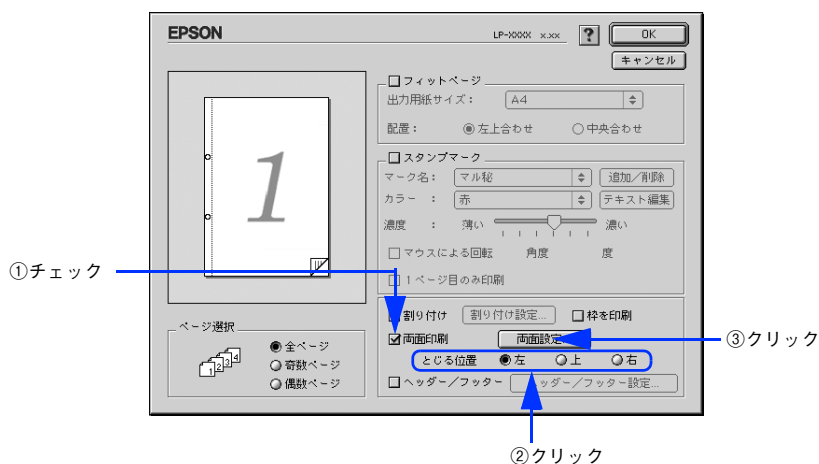 EPSON
LP-XXXX x.xx
?
OK
キャンセル
フィットページ
出力用紙サイズ： A4
配置： 左上合わせ 中央合わせ
1
スタンプマーク
マーク名： マル秘 追加／削除
カラー ： 赤 テキスト編集
濃度 ： 薄い 濃い
マウスによる回転 角度 度
1ページ目のみ印刷
①チェック
割り付け 割り付け設定... 枠を印刷
両面印刷 両面設定
③クリック
とじる位置 左 上 右
ヘッダー／フッター ヘッダー／フッター設定...
ページ選択
1 2 3 4
全ページ
奇数ページ
偶数ページ
②クリック